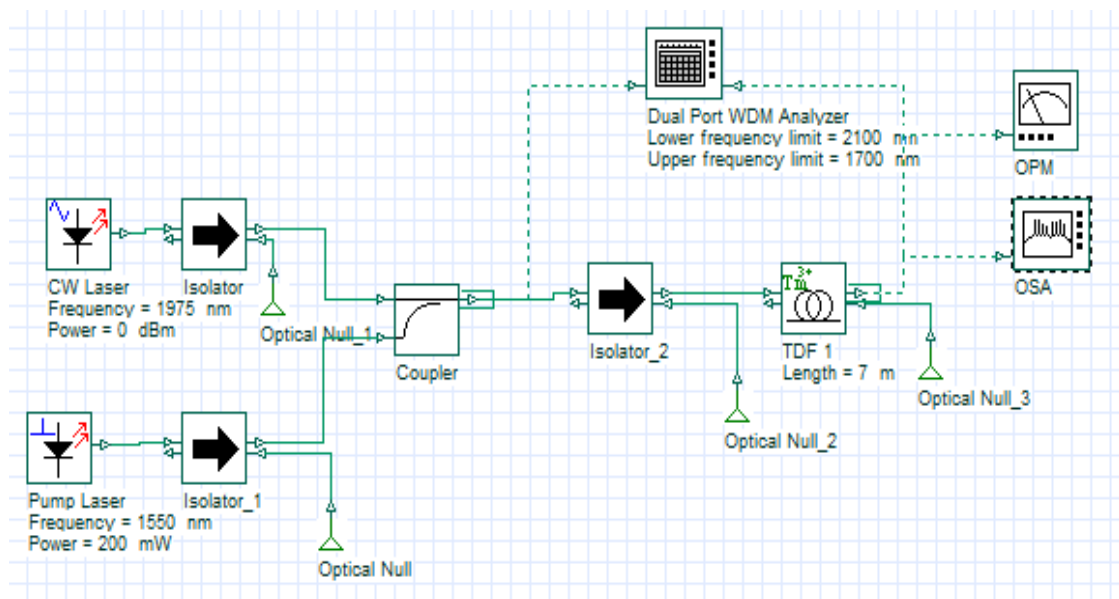 Dual Port WDM Analyzer
Lower frequency limit = 2100 nm
Upper frequency limit = 1700 nm
OPM
OSA
CW Laser
Frequency = 1975 nm
Power = 0 dBm
Isolator
Optical Null_1
Coupler
Isolator_2
Tm 3+
TDF 1
Length = 7 m
Optical Null_3
Optical Null_2
Pump Laser
Frequency = 1550 nm
Power = 200 mW
Isolator_1
Optical Null